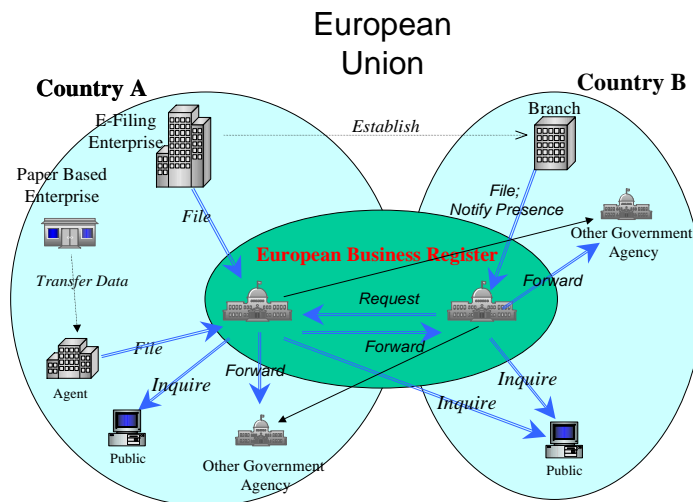 European
Union
Country A
Country B
E-Filing
Enterprise
Establish
Branch
Paper Based
Enterprise
File
File;
Notify Presence
Other Government
Agency
European Business Register
Transfer Data
Request
Forward
Forward
File
Agent
Inquire
Forward
Inquire
Inquire
Public
Other Government
Agency
Public